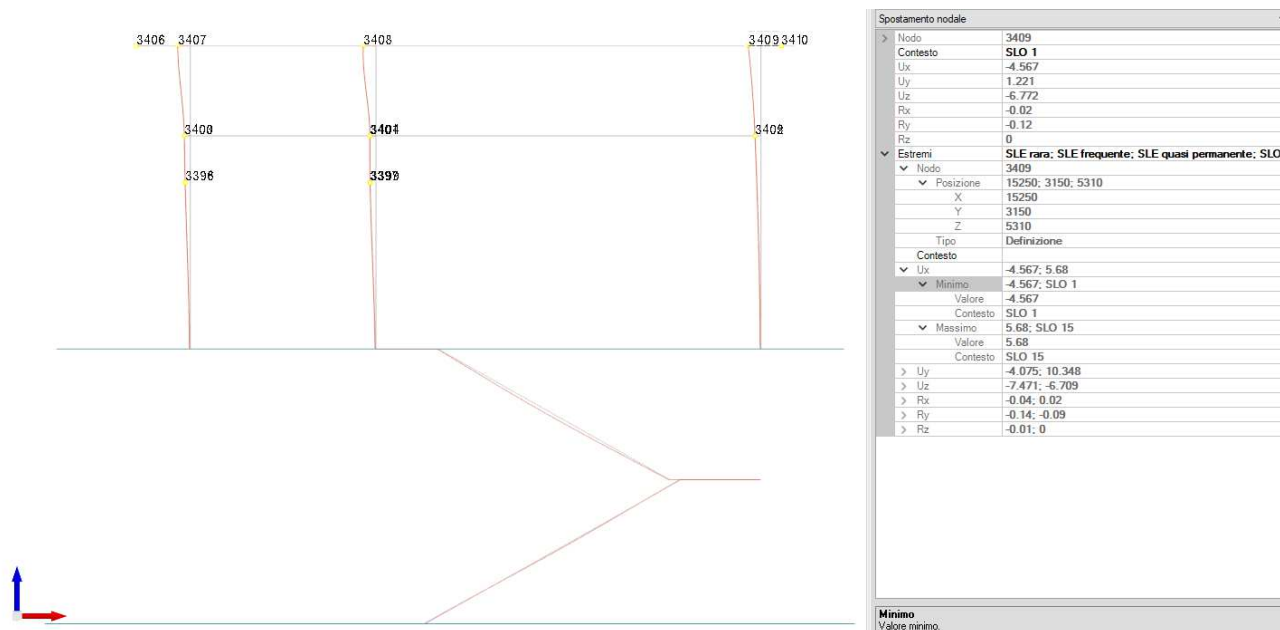 3406 3407
3408
3409 3410
3396
Spostamento nodale
Nodo 3409
Contesto SLO 1
Ux -4.567
Uy 1.221
Uz -6.772
Rx -0.02
Ry -0.12
Rz 0
Estremi SLE rara; SLE frequente; SLE quasi permanente; SLO
Nodo 3409
Posizione 15250; 3150; 5310
X 15250
Y 3150
Z 5310
Tipo Definizione
Contesto
Ux -4.567; 5.68
Minimo -4.567; SLO 1
Valore -4.567
Contesto SLO 1
Massimo 5.68; SLO 15
Valore 5.68
Contesto SLO 15
Uy -4.075; 10.348
Uz -7.471; -6.709
Rx -0.04; 0.02
Ry -0.14; -0.09
Rz -0.01; 0
Minimo
Valore minimo.